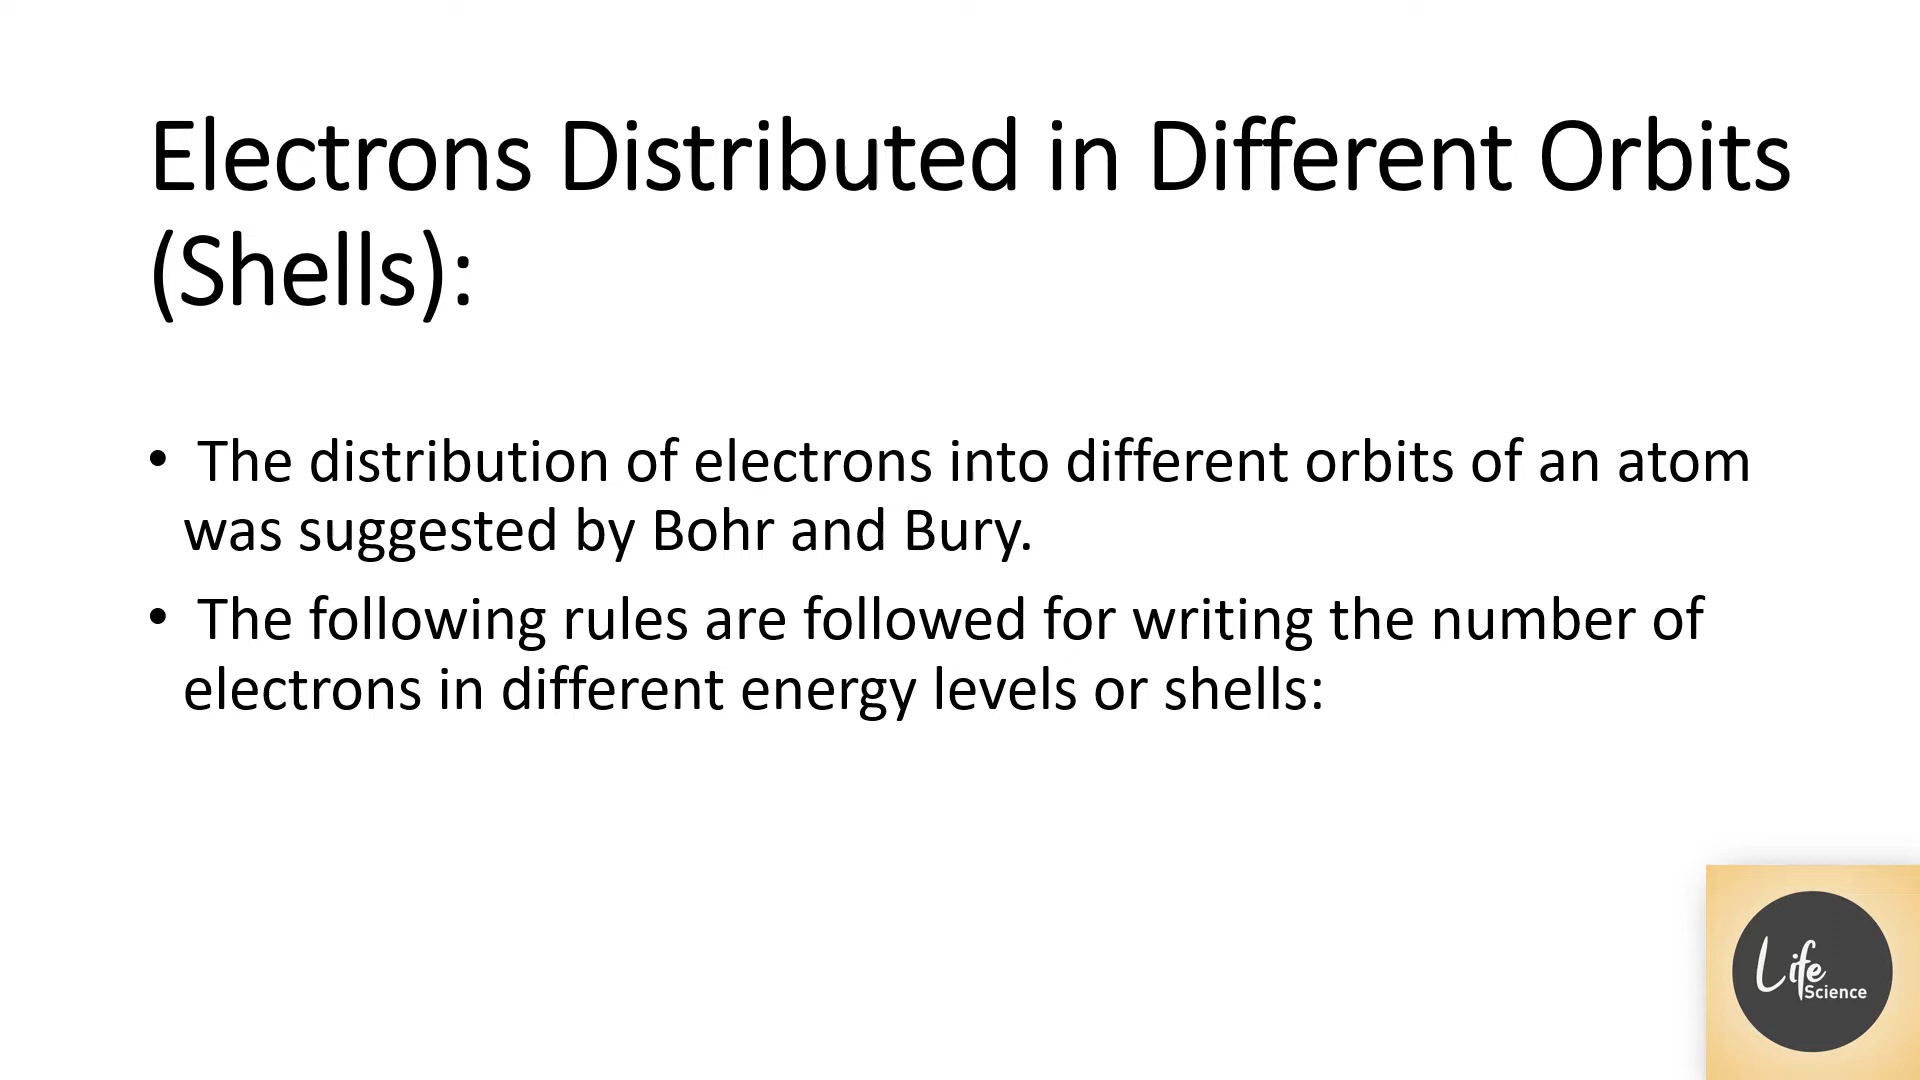 Electrons Distributed in Different Orbits
(Shells):
• The distribution of electrons into different orbits of an atom
was suggested by Bohr and Bury.
• The following rules are followed for writing the number of
electrons in different energy levels or shells:
Life
Science